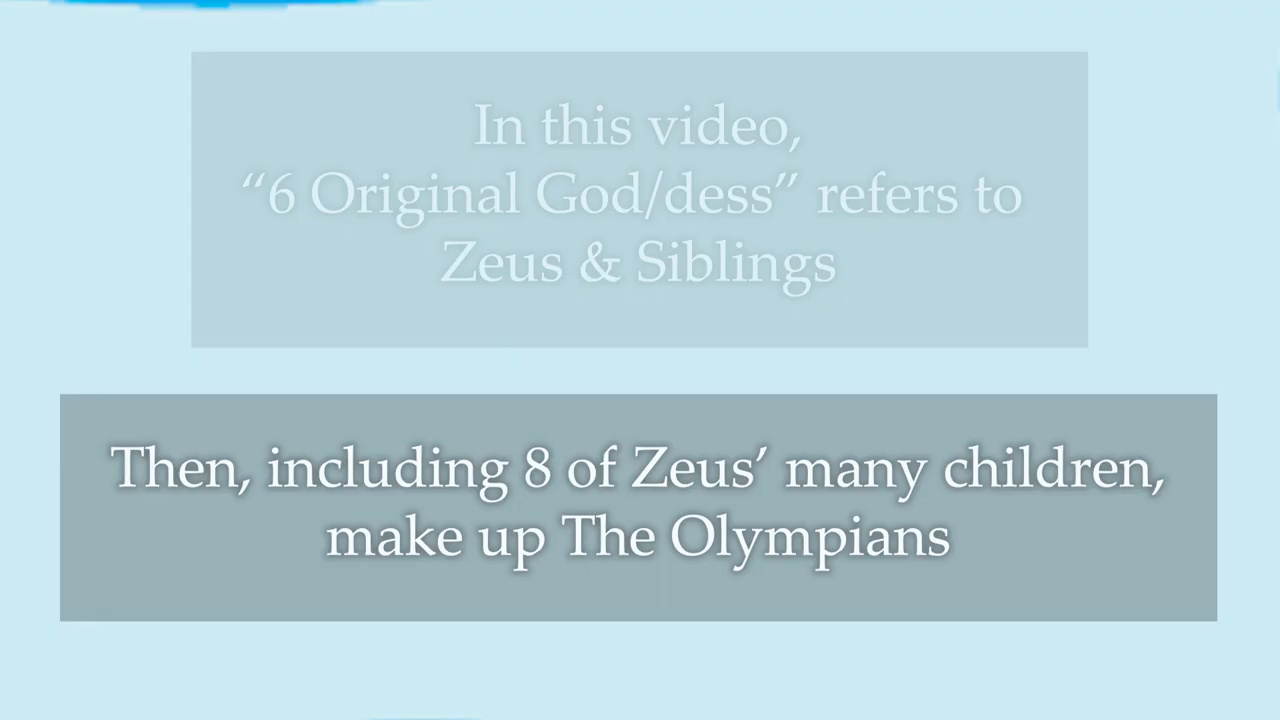 In this video,
“6 Original God/dess” refers to
Zeus & Siblings
Then, including 8 of Zeus’ many children,
make up The Olympians